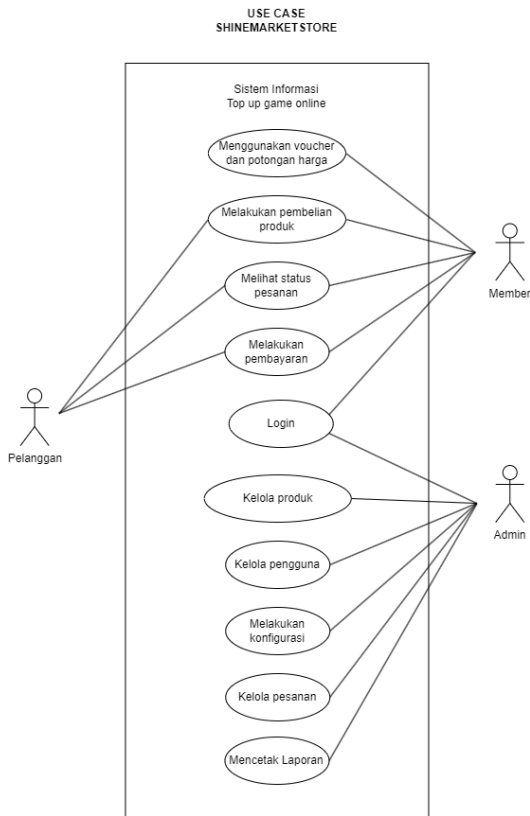 USE CASE
SHINEMARKETSTORE
Sistem Informasi
Top up game online
Menggunakan voucher
dan potongan harga
Melakukan pembelian
produk
Melihat status
pesanan
Member
Melakukan
pembayaran
Pelanggan
Login
Kelola produk
Admin
Kelola pengguna
Melakukan
konfigurasi
Kelola pesanan
Mencetak Laporan